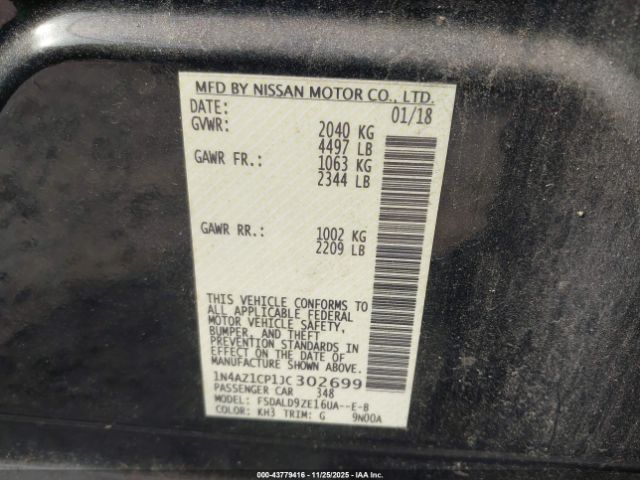 MFD BY NISSAN MOTOR CO., LTD.
DATE: 01/18
GVWR: 2040 KG
4497 LB
GAWR FR.: 1063 KG
2344 LB
GAWR RR.: 1002 KG
2209 LB
THIS VEHICLE CONFORMS TO
ALL APPLICABLE FEDERAL
MOTOR VEHICLE SAFETY,
BUMPER, AND THEFT
PREVENTION STANDARDS IN
EFFECT ON THE DATE OF
MANUFACTURE SHOWN ABOVE.
1N4AZ1CP1JC302699
PASSENGER CAR 348
MODEL: FSDALD9ZE16UA--E-B
COLOR: KH3 TRIM: G 9N00A
000-43779416 | 11/25/2025 | IAA Inc.